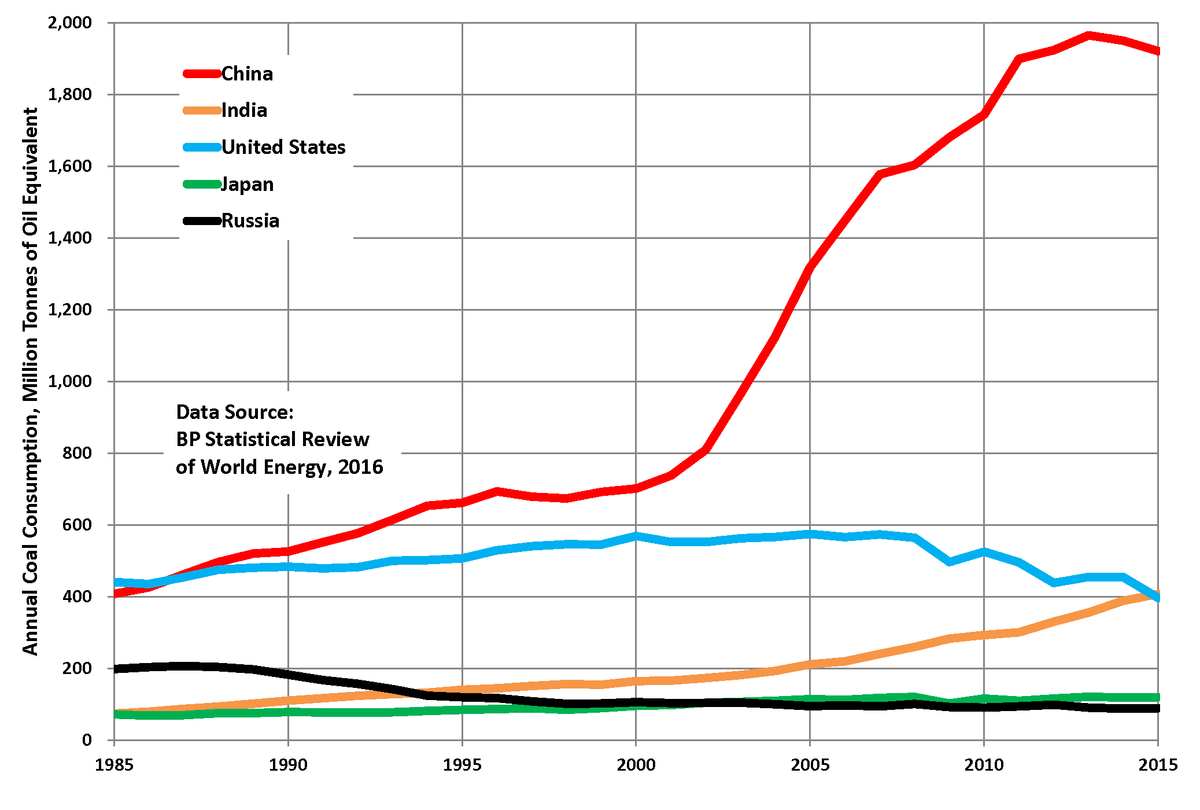 Annual Coal Consumption, Million Tonnes of Oil Equivalent
2,000
1,800
1,600
1,400
1,200
1,000
800
600
400
200
0
China
India
United States
Japan
Russia
Data Source:
BP Statistical Review
of World Energy, 2016
1985
1990
1995
2000
2005
2010
2015